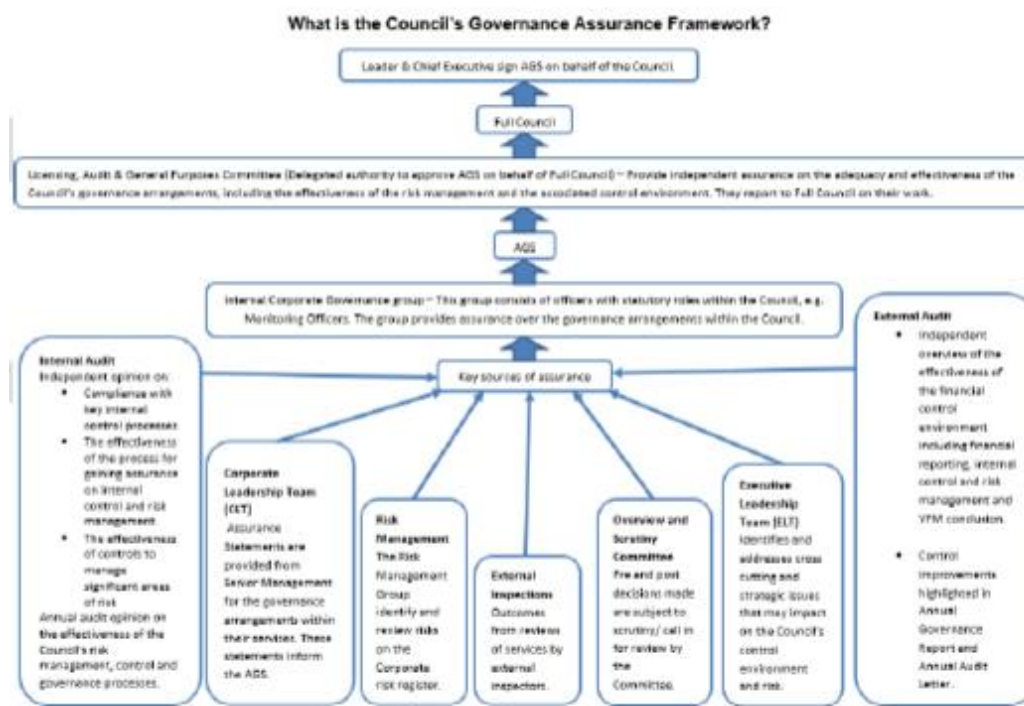 What is the Council's Governance Assurance Framework?
Leader & Chief Executive sign AGS on behalf of the Council.
Full Council
Licensing, Audit & General Purposes Committee (Delegated authority to approve AGS on behalf of Full Council) – Provide independent assurance on the adequacy and effectiveness of the
Council's governance arrangements, including the effectiveness of the risk management and the associated control environment. They report to Full Council on their work.
AGS
Internal Corporate Governance group – This group consists of officers with statutory roles within the Council, e.g.
Monitoring Officers. The group provides assurance over the governance arrangements within the Council.
Key sources of assurance
Internal Audit
Independent opinion on:
• Compliance with
key internal
control processes
• The effectiveness
of the process for
gaining assurance
on internal
control and risk
management
• The effectiveness
of controls to
manage
significant areas
of risk
Annual audit opinion on
the effectiveness of the
Council's risk
management, control and
governance processes.
Corporate
Leadership Team
(CLT)
Assurance
Statements are
provided from
Senior Management
for the governance
arrangements within
their services. These
statements inform
the AGS.
Risk
Management
The Risk
Management
Group
identify and
review risks
on the
Corporate
risk register.
External
Inspections
Outcomes
from reviews
of services by
external
inspectors.
Overview and
Scrutiny
Committee
Pre and post
decisions made
are subject to
scrutiny/ call in
for review by
the
Committee.
Executive
Leadership
Team (ELT)
Identifies and
addresses cross
cutting and
strategic issues
that may impact
on the Council's
control
environment
and risk.
External Audit
• Independent
overview of the
effectiveness of
the financial
control
environment
including financial
reporting, internal
control and risk
management and
VFM conclusion.
• Control
improvements
highlighted in
Annual
Governance
Report and
Annual Audit
Letter.